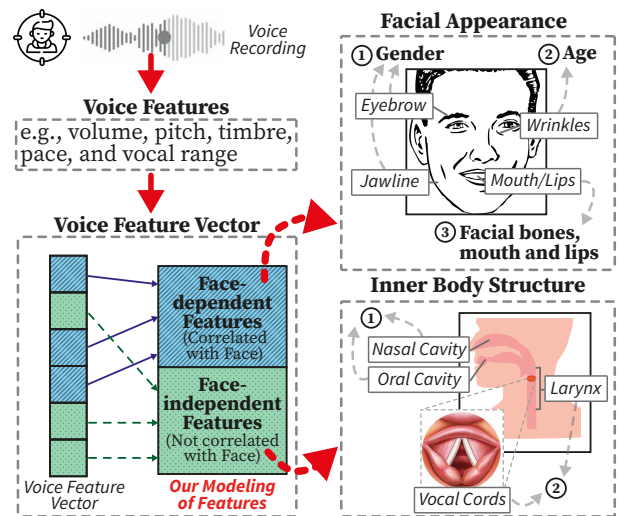 Voice
Recording
Voice Features
e.g., volume, pitch, timbre,
pace, and vocal range
Voice Feature Vector
Face-
dependent
Features
(Correlated
with Face)
Face-
independent
Features
(Not correlated
with Face)
Voice Feature
Vector
Our Modeling
of Features
Facial Appearance
1 Gender
2 Age
Eyebrow
Wrinkles
Jawline
Mouth/Lips
3 Facial bones,
mouth and lips
Inner Body Structure
1
Nasal Cavity
Oral Cavity
Larynx
Vocal Cords
2